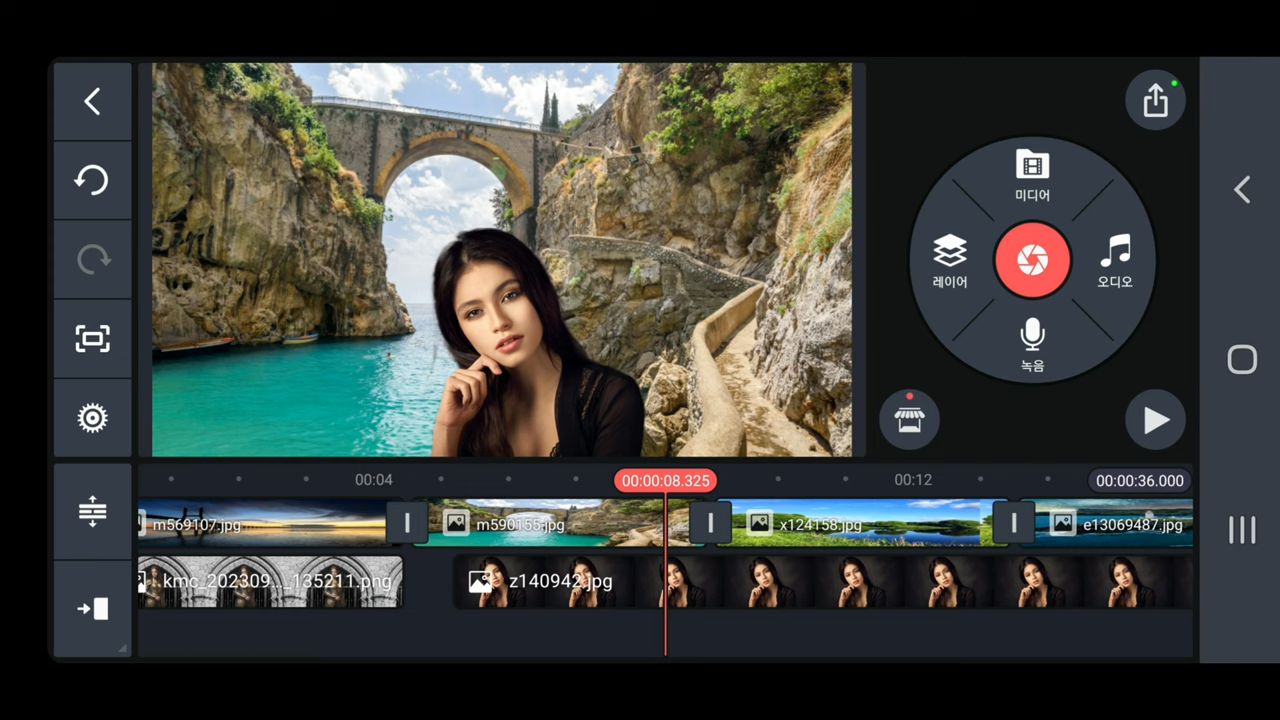 미디어
레이어
오디오
녹음
00:04
00:00:08.325
00:12
00:00:36.000
m569107.jpg
m590155.jpg
x124158.jpg
e13069487.jpg
kmc_202309...._135211.png
z140942.jpg